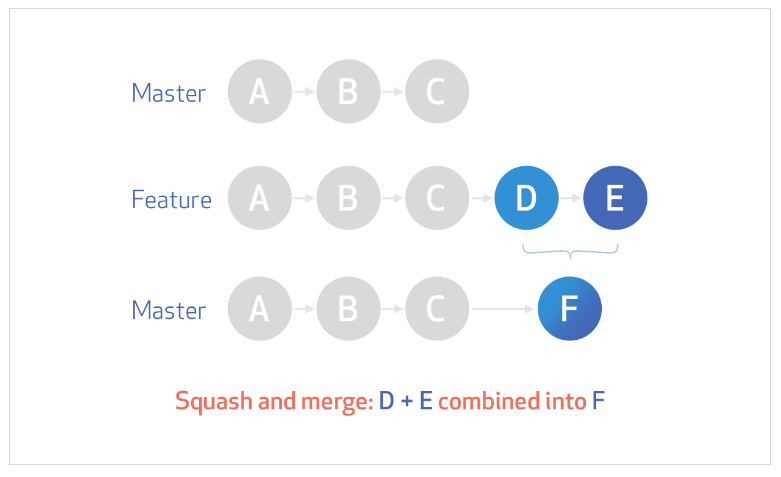 Master A B C
Feature A B C D E
Master A B C F
Squash and merge: D + E combined into F